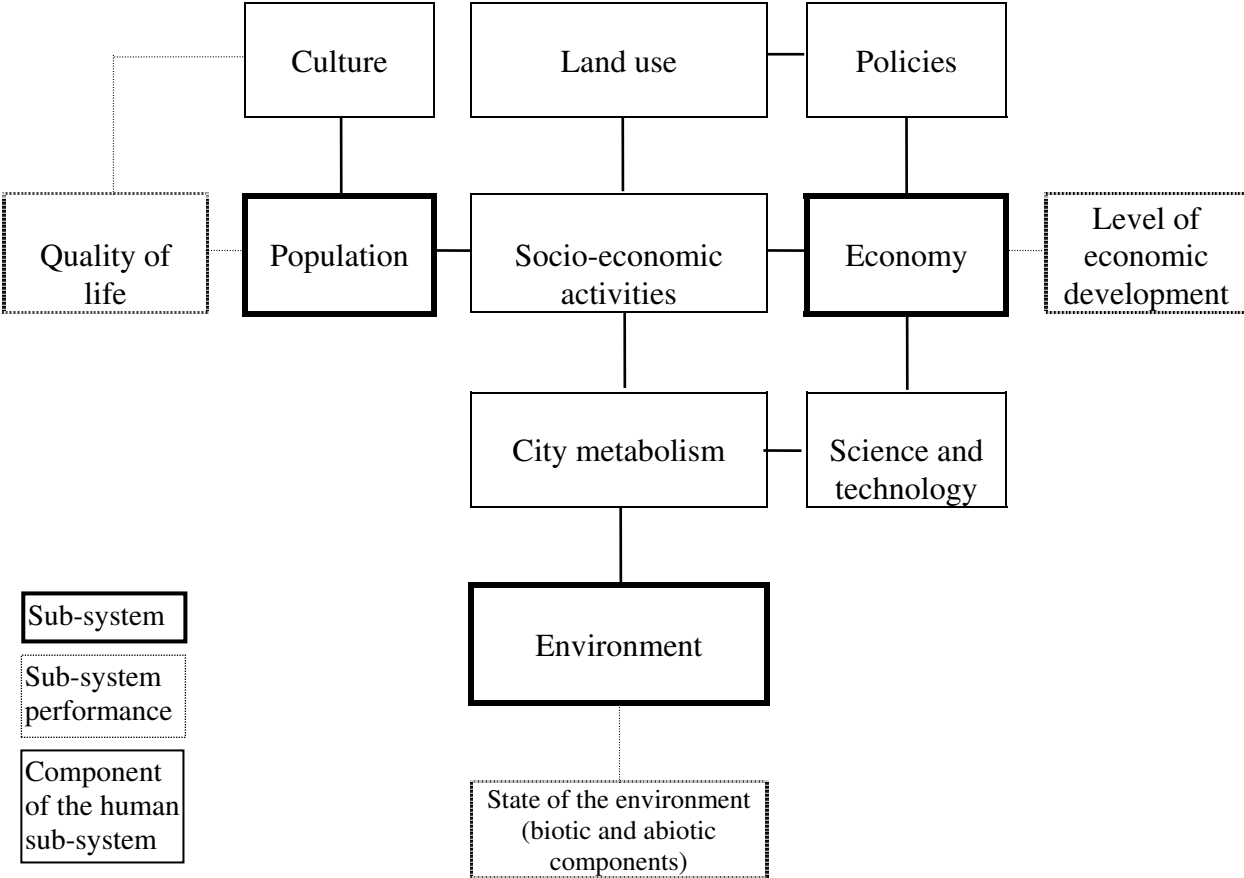 Culture
Land use
Policies
Quality of
life
Population
Socio-economic
activities
Economy
Level of
economic
development
City metabolism
Science and
technology
Sub-system
Environment
Sub-system
performance
Component
of the human
sub-system
State of the environment
(biotic and abiotic
components)